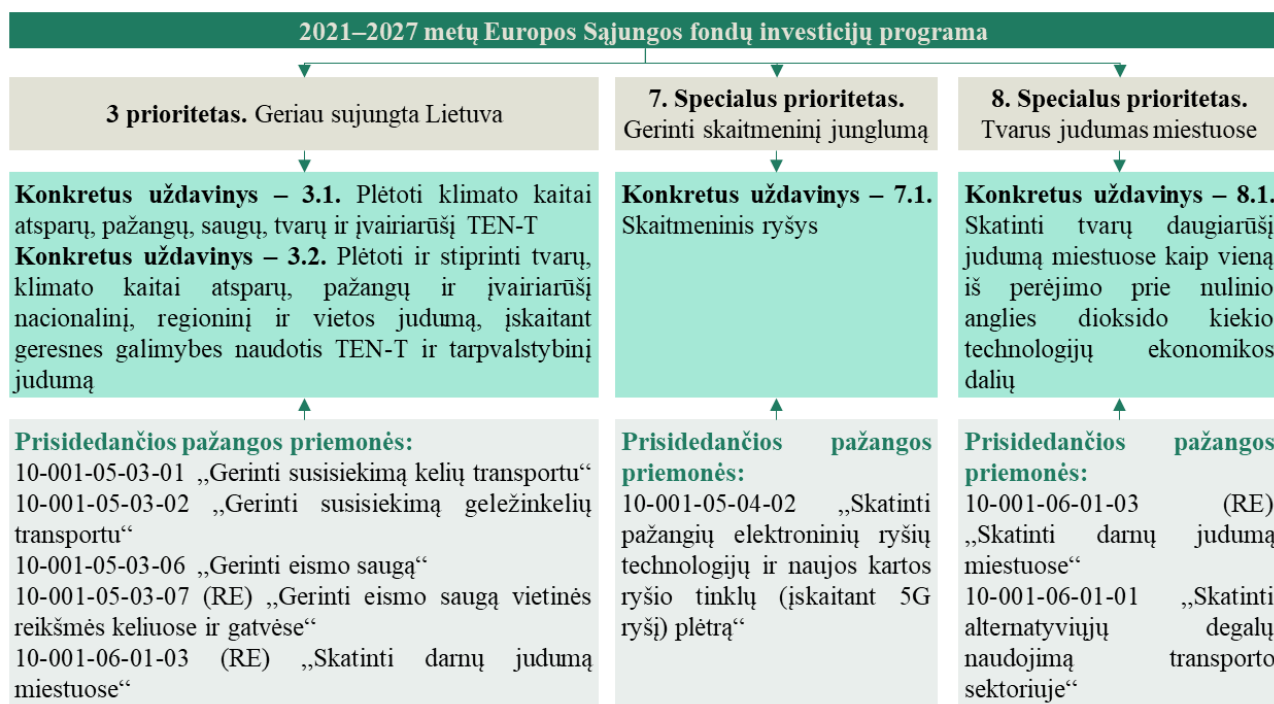 2021–2027 metų Europos Sąjungos fondų investicijų programa
3 prioritetas. Geriau sujungta Lietuva
7. Specialus prioritetas.
Gerinti skaitmeninį junglumą
8. Specialus prioritetas.
Tvarus judumas miestuose
Konkretus uždavinys – 3.1. Plėtoti klimato kaitai
atsparų, pažangų, saugų, tvarų ir įvairiarūšį TEN-T
Konkretus uždavinys – 3.2. Plėtoti ir stiprinti tvarų,
klimato kaitai atsparų, pažangų ir įvairiarūšį
nacionalinį, regioninį ir vietos judumą, įskaitant
geresnes galimybes naudotis TEN-T ir tarpvalstybinį
judumą
Konkretus uždavinys – 7.1.
Skaitmeninis ryšys
Konkretus uždavinys – 8.1.
Skatinti tvarų daugiarūšį
judumą miestuose kaip vieną
iš perėjimo prie nulinio
anglies dioksido kiekio
technologijų ekonomikos
dalių
Prisidedančios pažangos priemonės:
10-001-05-03-01 „Gerinti susisiekimą kelių transportu“
10-001-05-03-02 „Gerinti susisiekimą geležinkelių
transportu“
10-001-05-03-06 „Gerinti eismo saugą“
10-001-05-03-07 (RE) „Gerinti eismo saugą vietinės
reikšmės keliuose ir gatvėse“
10-001-06-01-03 (RE) „Skatinti darnų judumą
miestuose“
Prisidedančios pažangos
priemonės:
10-001-05-04-02 „Skatinti
pažangių elektroninių ryšių
technologijų ir naujos kartos
ryšio tinklų (įskaitant 5G
ryšį) plėtrą“
Prisidedančios pažangos
priemonės:
10-001-06-01-03 (RE)
„Skatinti darnų judumą
miestuose“
10-001-06-01-01 „Skatinti
alternatyviųjų degalų
naudojimą transporto
sektoriuje“